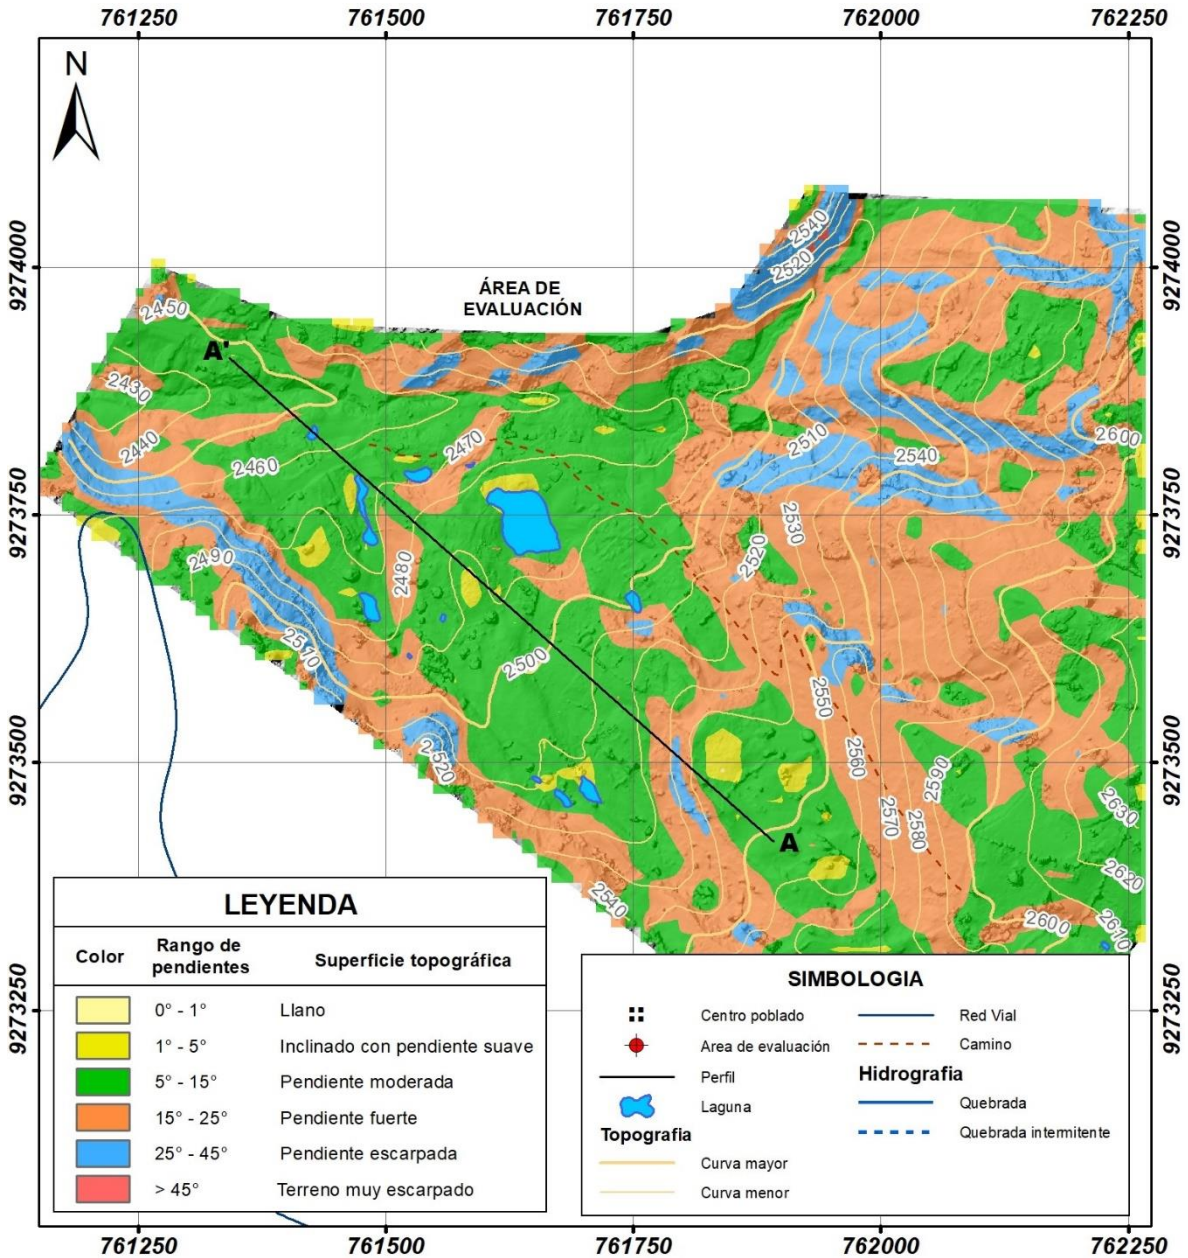 761250 761500 761750 762000 762250
N
ÁREA DE
EVALUACIÓN
9274000 9274000
9273750 9273750
9273500 9273500
9273250 9273250
2540
2520
2450
A'
2430
2440
2460
2470
2510
2540
2600
2530
2520
2490
2480
2510
2500
2550
2560
2520
2590
2570
2580
2630
A
2620
2540
2600
2610
LEYENDA
Color Rango de
pendientes Superficie topográfica
0° - 1° Llano
1° - 5° Inclinado con pendiente suave
5° - 15° Pendiente moderada
15° - 25° Pendiente fuerte
25° - 45° Pendiente escarpada
> 45° Terreno muy escarpado
SIMBOLOGIA
Centro poblado
Area de evaluación
Perfil
Laguna
Topografia
Curva mayor
Curva menor
Red Vial
Camino
Hidrografia
Quebrada
Quebrada intermitente
761250 761500 761750 762000 762250